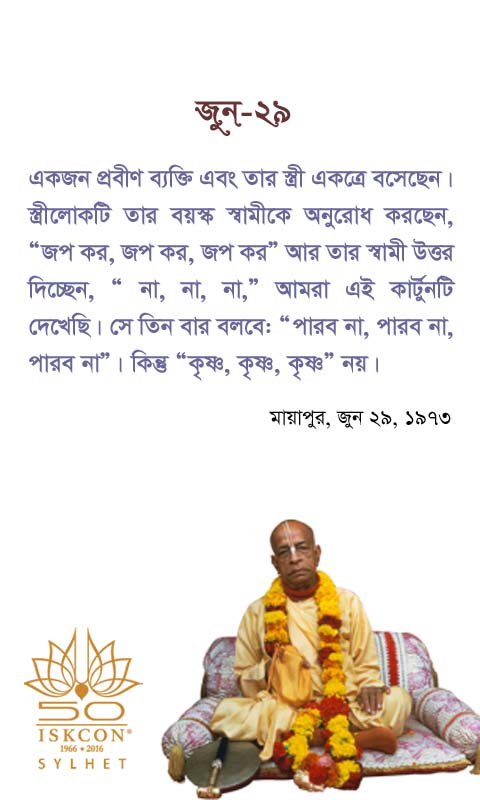 জুন-২৯
একজন প্রবীণ ব্যক্তি এবং তার স্ত্রী একত্রে বসেছেন।
স্ত্রীলোকটি তার বয়স্ক স্বামীকে অনুরোধ করছেন,
“জপ কর, জপ কর, জপ কর” আর তার স্বামী উত্তর
দিচ্ছেন, “ না, না, না,” আমরা এই কার্টুনটি
দেখেছি। সে তিন বার বলবে: “পারব না, পারব না,
পারব না”। কিন্তু “কৃষ্ণ, কৃষ্ণ, কৃষ্ণ” নয়।
মায়াপুর, জুন ২৯, ১৯৭৩
50
ISKCON®
1966 • 2016
SYLHET